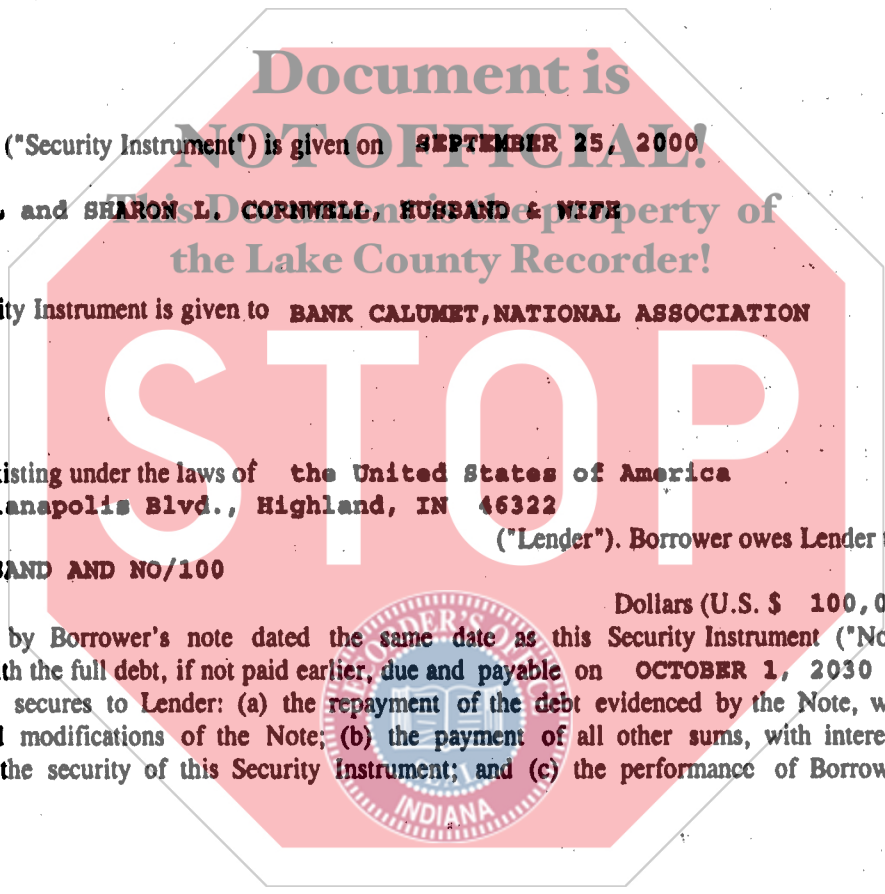 Document is
("Security Instrument") is given on SEPTEMBER 25, 2000
NOT OFFICIAL!
, and SHARON L. CORNWELL, HUSBAND & WIFE
This Document is the property of
the Lake County Recorder!
ity Instrument is given to BANK CALUMET,NATIONAL ASSOCIATION
STOP
isting under the laws of the United States of America
anapolis Blvd., Highland, IN 46322
("Lender"). Borrower owes Lender
AND AND NO/100
Dollars (U.S. $ 100,0
by Borrower's note dated the same date as this Security Instrument ("No
th the full debt, if not paid earlier, due and payable on OCTOBER 1, 2030
secures to Lender: (a) the repayment of the debt evidenced by the Note, w
modifications of the Note; (b) the payment of all other sums, with intere
the security of this Security Instrument; and (c) the performance of Borrow
RECORDER'S OFFICE
INDIANA